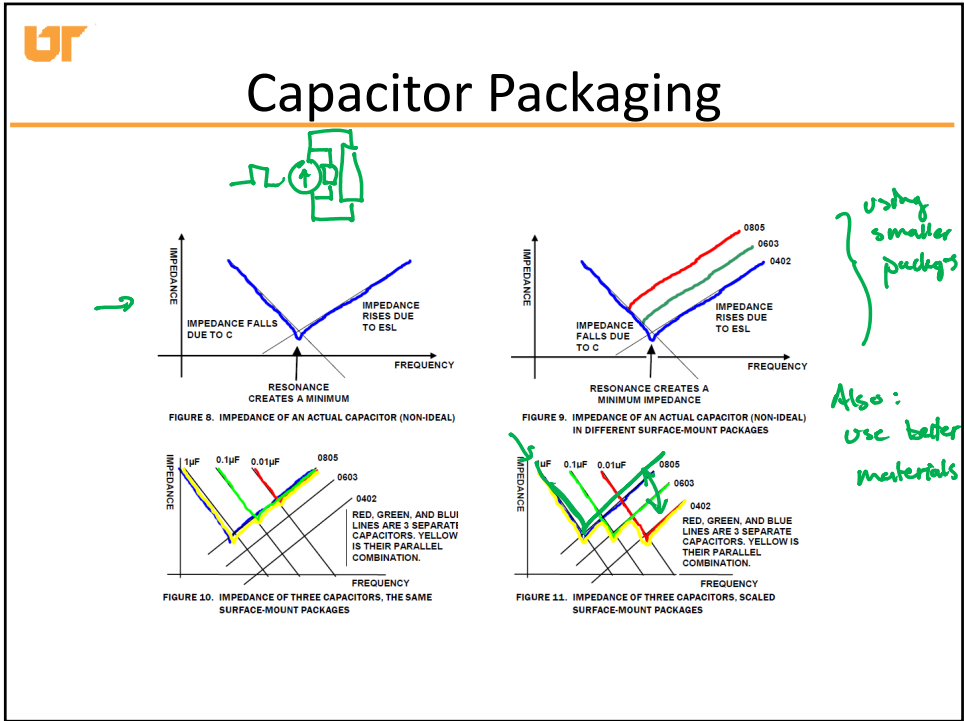 UT
Capacitor Packaging
IMPEDANCE
IMPEDANCE FALLS
DUE TO C
IMPEDANCE
RISES DUE
TO ESL
FREQUENCY
RESONANCE
CREATES A MINIMUM
FIGURE 8. IMPEDANCE OF AN ACTUAL CAPACITOR (NON-IDEAL)
IMPEDANCE
0805
0603
0402
IMPEDANCE
FALLS DUE
TO C
IMPEDANCE
RISES DUE
TO ESL
FREQUENCY
RESONANCE CREATES A
MINIMUM IMPEDANCE
FIGURE 9. IMPEDANCE OF AN ACTUAL CAPACITOR (NON-IDEAL)
IN DIFFERENT SURFACE-MOUNT PACKAGES
using
smaller
Also:
use better
materials
IMPEDANCE
1µF 0.1µF 0.01µF 0805
0603
0402
RED, GREEN, AND BLUE
LINES ARE 3 SEPARATE
CAPACITORS. YELLOW
IS THEIR PARALLEL
COMBINATION.
FREQUENCY
FIGURE 10. IMPEDANCE OF THREE CAPACITORS, THE SAME
SURFACE-MOUNT PACKAGES
IMPEDANCE
µF 0.1µF 0.01µF 0805
0603
0402
RED, GREEN, AND BLUE
LINES ARE 3 SEPARATE
CAPACITORS. YELLOW IS
THEIR PARALLEL
COMBINATION.
FREQUENCY
FIGURE 11. IMPEDANCE OF THREE CAPACITORS, SCALED
SURFACE-MOUNT PACKAGES